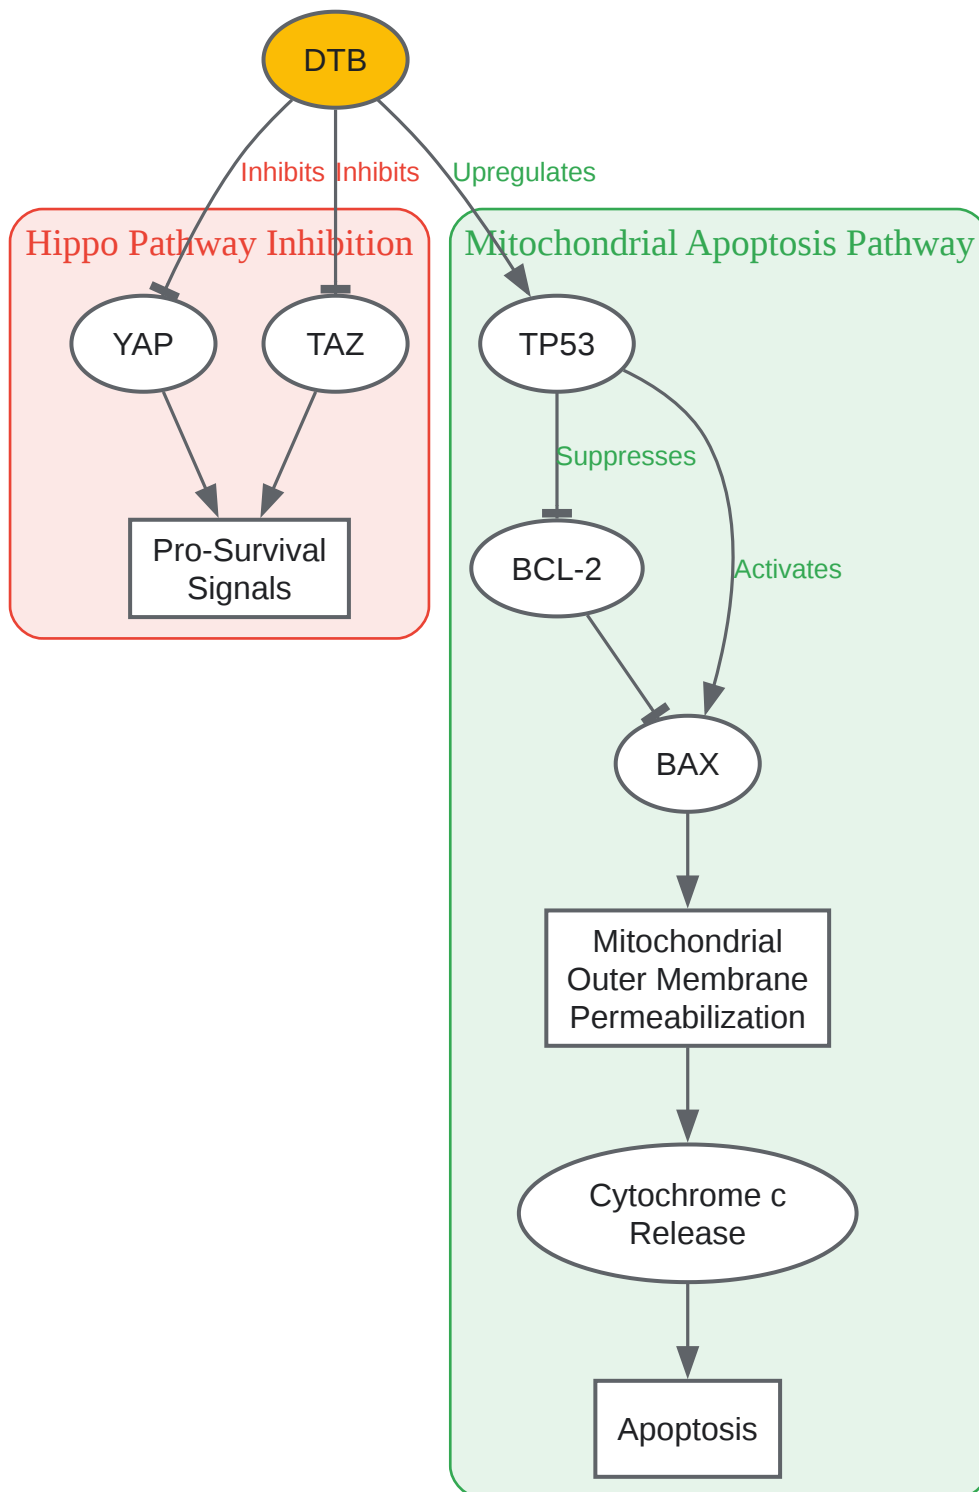 DTB
Inhibits
Inhibits
Upregulates
Hippo Pathway Inhibition
Mitochondrial Apoptosis Pathway
YAP
TAZ
TP53
Suppresses
Pro-Survival
Signals
BCL-2
Activates
BAX
Mitochondrial
Outer Membrane
Permeabilization
Cytochrome c
Release
Apoptosis